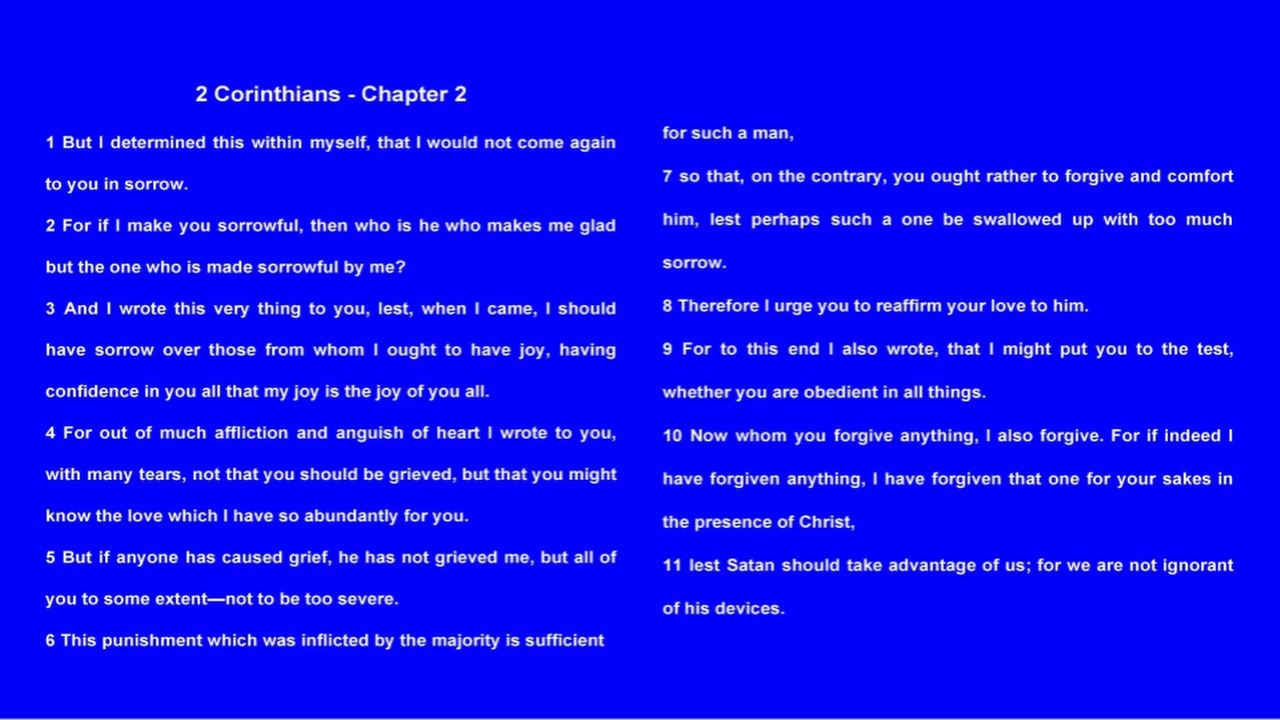 2 Corinthians - Chapter 2
1 But I determined this within myself, that I would not come again
to you in sorrow.
2 For if I make you sorrowful, then who is he who makes me glad
but the one who is made sorrowful by me?
3 And I wrote this very thing to you, lest, when I came, I should
have sorrow over those from whom I ought to have joy, having
confidence in you all that my joy is the joy of you all.
4 For out of much affliction and anguish of heart I wrote to you,
with many tears, not that you should be grieved, but that you might
know the love which I have so abundantly for you.
5 But if anyone has caused grief, he has not grieved me, but all of
you to some extent—not to be too severe.
6 This punishment which was inflicted by the majority is sufficient
for such a man,
7 so that, on the contrary, you ought rather to forgive and comfort
him, lest perhaps such a one be swallowed up with too much
sorrow.
8 Therefore I urge you to reaffirm your love to him.
9 For to this end I also wrote, that I might put you to the test,
whether you are obedient in all things.
10 Now whom you forgive anything, I also forgive. For if indeed I
have forgiven anything, I have forgiven that one for your sakes in
the presence of Christ,
11 lest Satan should take advantage of us; for we are not ignorant
of his devices.